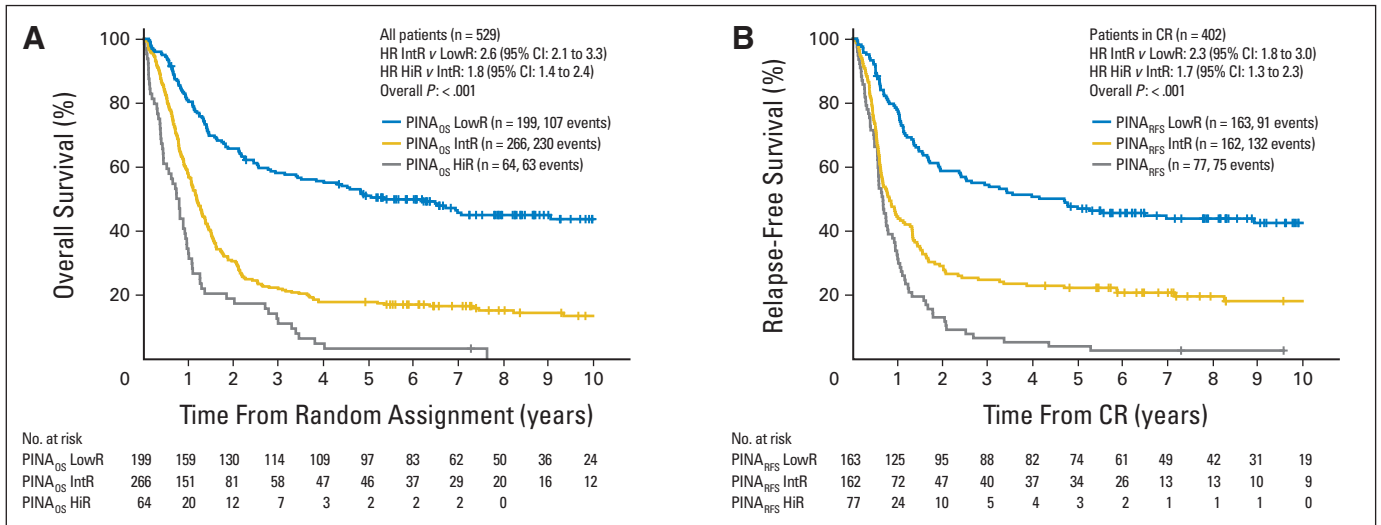 A
All patients (n = 529)
HR IntR v LowR: 2.6 (95% CI: 2.1 to 3.3)
HR HiR v IntR: 1.8 (95% CI: 1.4 to 2.4)
Overall P: < .001
PINAOS LowR (n = 199, 107 events)
PINAOS IntR (n = 266, 230 events)
PINAOS HiR (n = 64, 63 events)
Overall Survival (%)
100
80
60
40
20
0 1 2 3 4 5 6 7 8 9 10
Time From Random Assignment (years)
No. at risk
PINAOS LowR 199 159 130 114 109 97 83 62 50 36 24
PINAOS IntR 266 151 81 58 47 46 37 29 20 16 12
PINAOS HiR 64 20 12 7 3 2 2 2 0
B
Patients in CR (n = 402)
HR IntR v LowR: 2.3 (95% CI: 1.8 to 3.0)
HR HiR v IntR: 1.7 (95% CI: 1.3 to 2.3)
Overall P: < .001
PINARFS LowR (n = 163, 91 events)
PINARFS IntR (n = 162, 132 events)
PINARFS HiR (n = 77, 75 events)
Relapse-Free Survival (%)
100
80
60
40
20
0 1 2 3 4 5 6 7 8 9 10
Time From CR (years)
No. at risk
PINARFS LowR 163 125 95 88 82 74 61 49 42 31 19
PINARFS IntR 162 72 47 40 37 34 26 13 13 10 9
PINARFS HiR 77 24 10 5 4 3 2 1 1 1 0